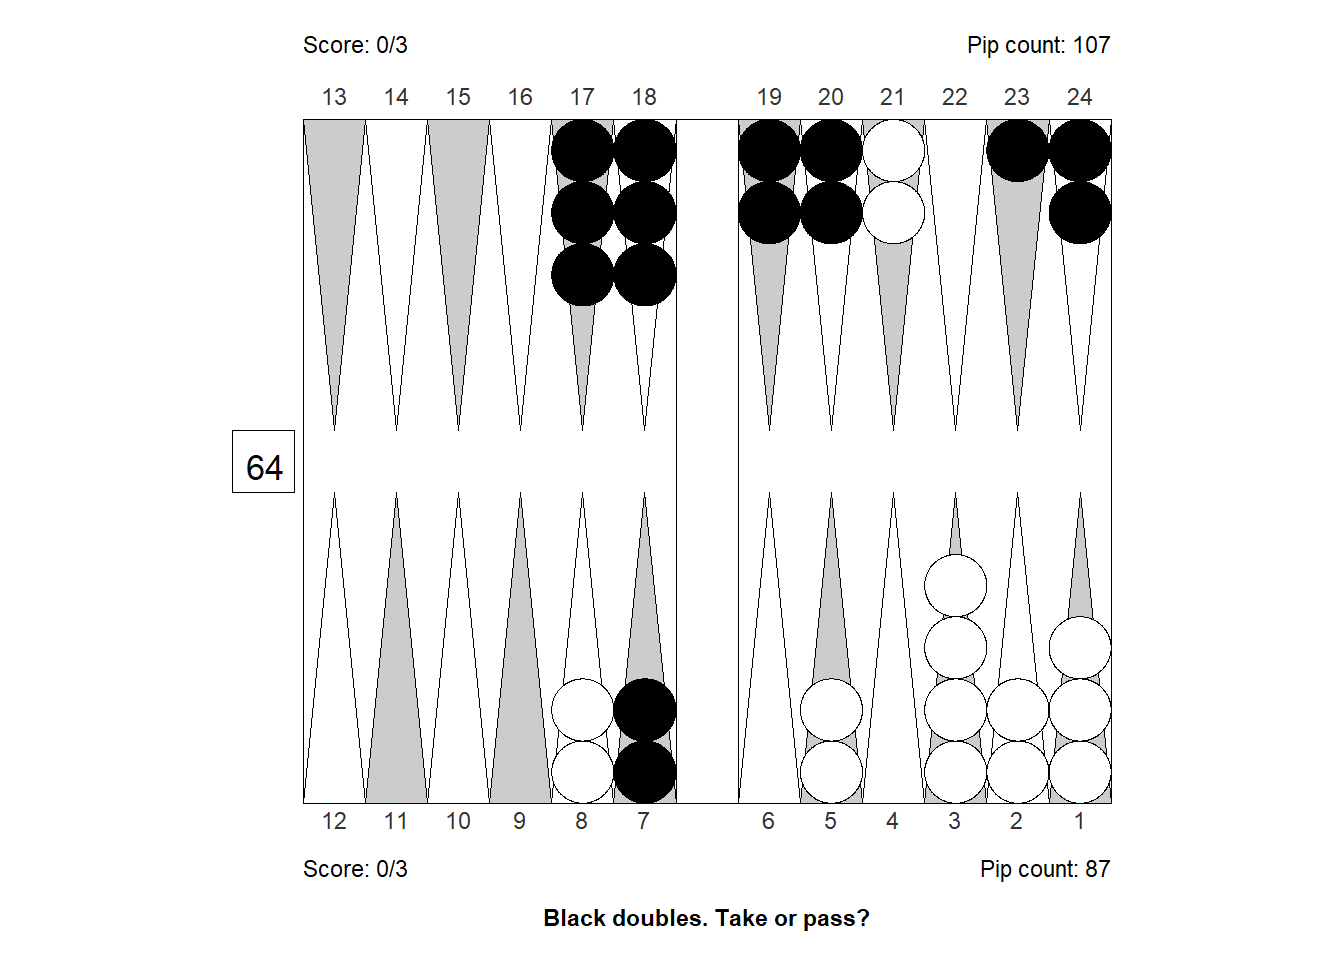 Score: 0/3 Pip count: 107
13 14 15 16 17 18 19 20 21 22 23 24
64
12 11 10 9 8 7 6 5 4 3 2 1
Score: 0/3 Pip count: 87
Black doubles. Take or pass?